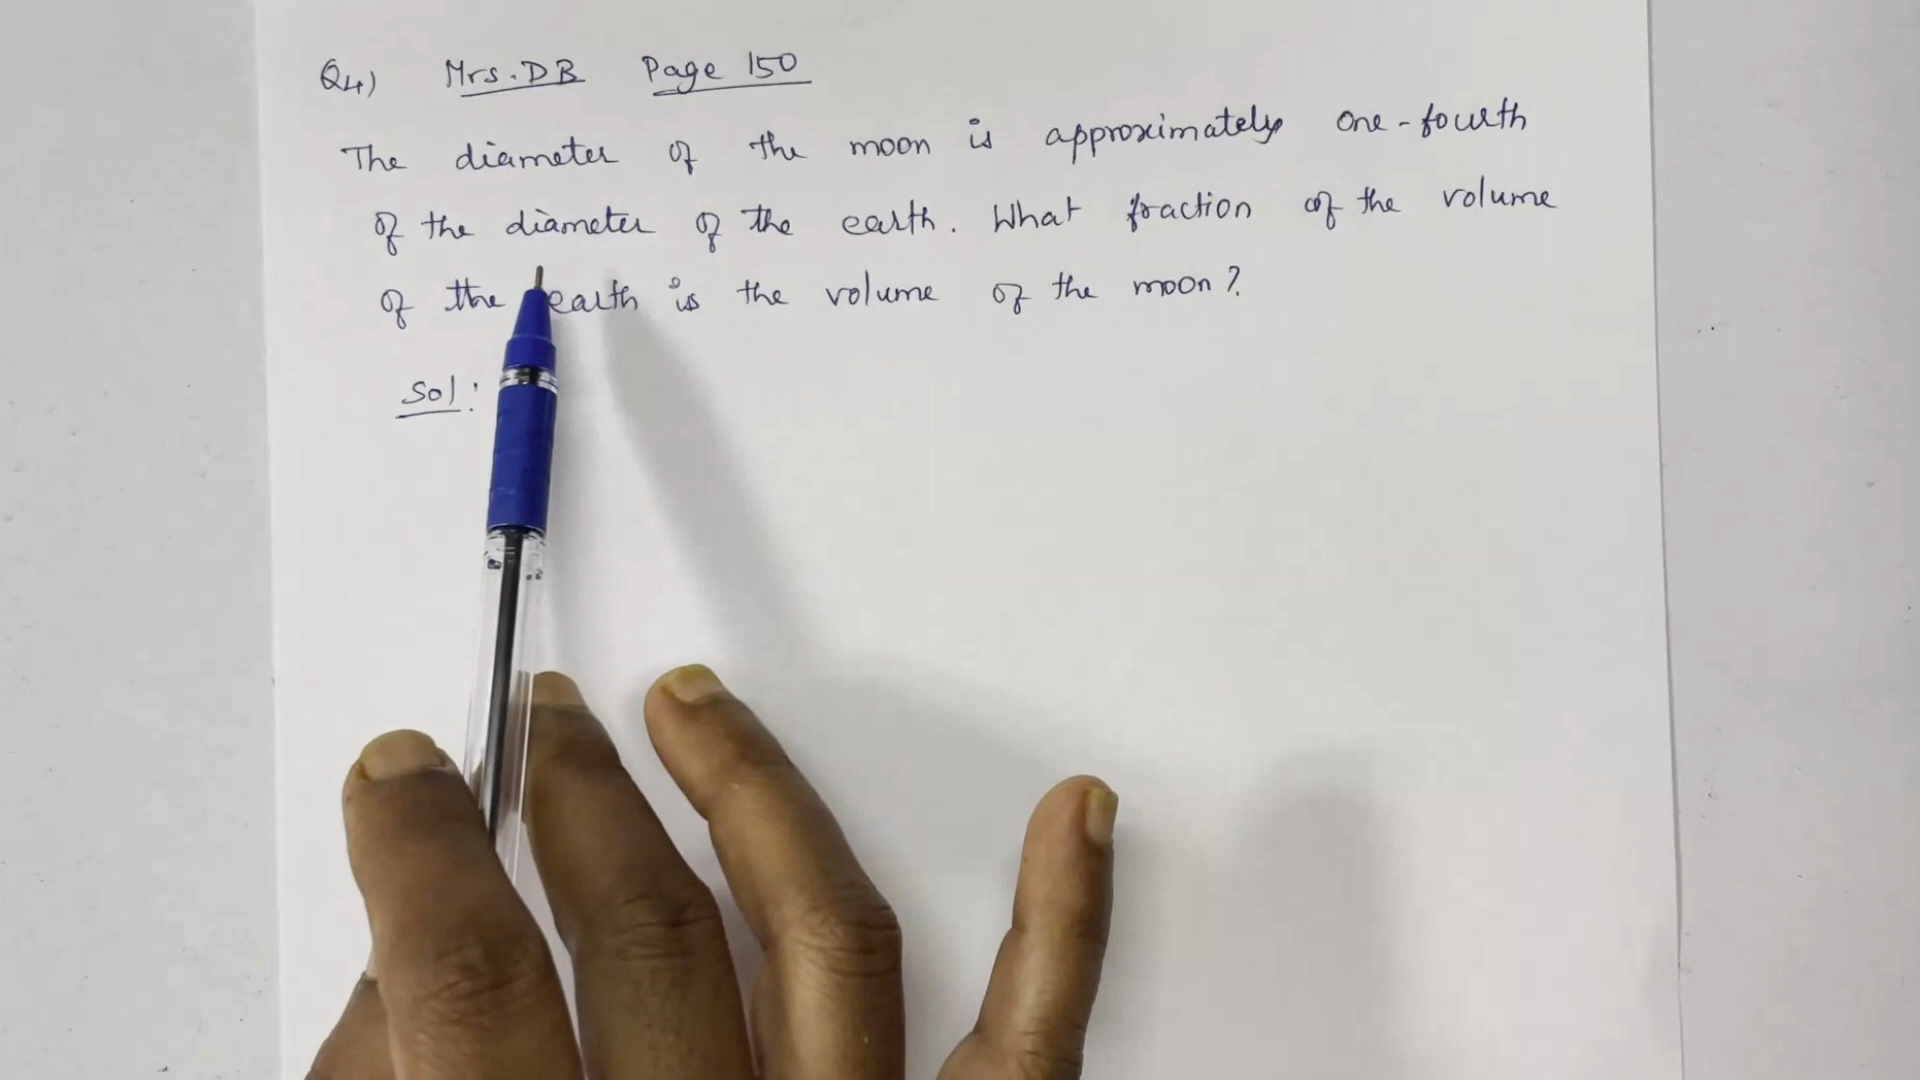 Q4) Mrs. DB Page 150
The diameter of the moon is approximately one-fourth
of the diameter of the earth. What fraction of the volume
of the earth is the volume of the moon?
Sol: